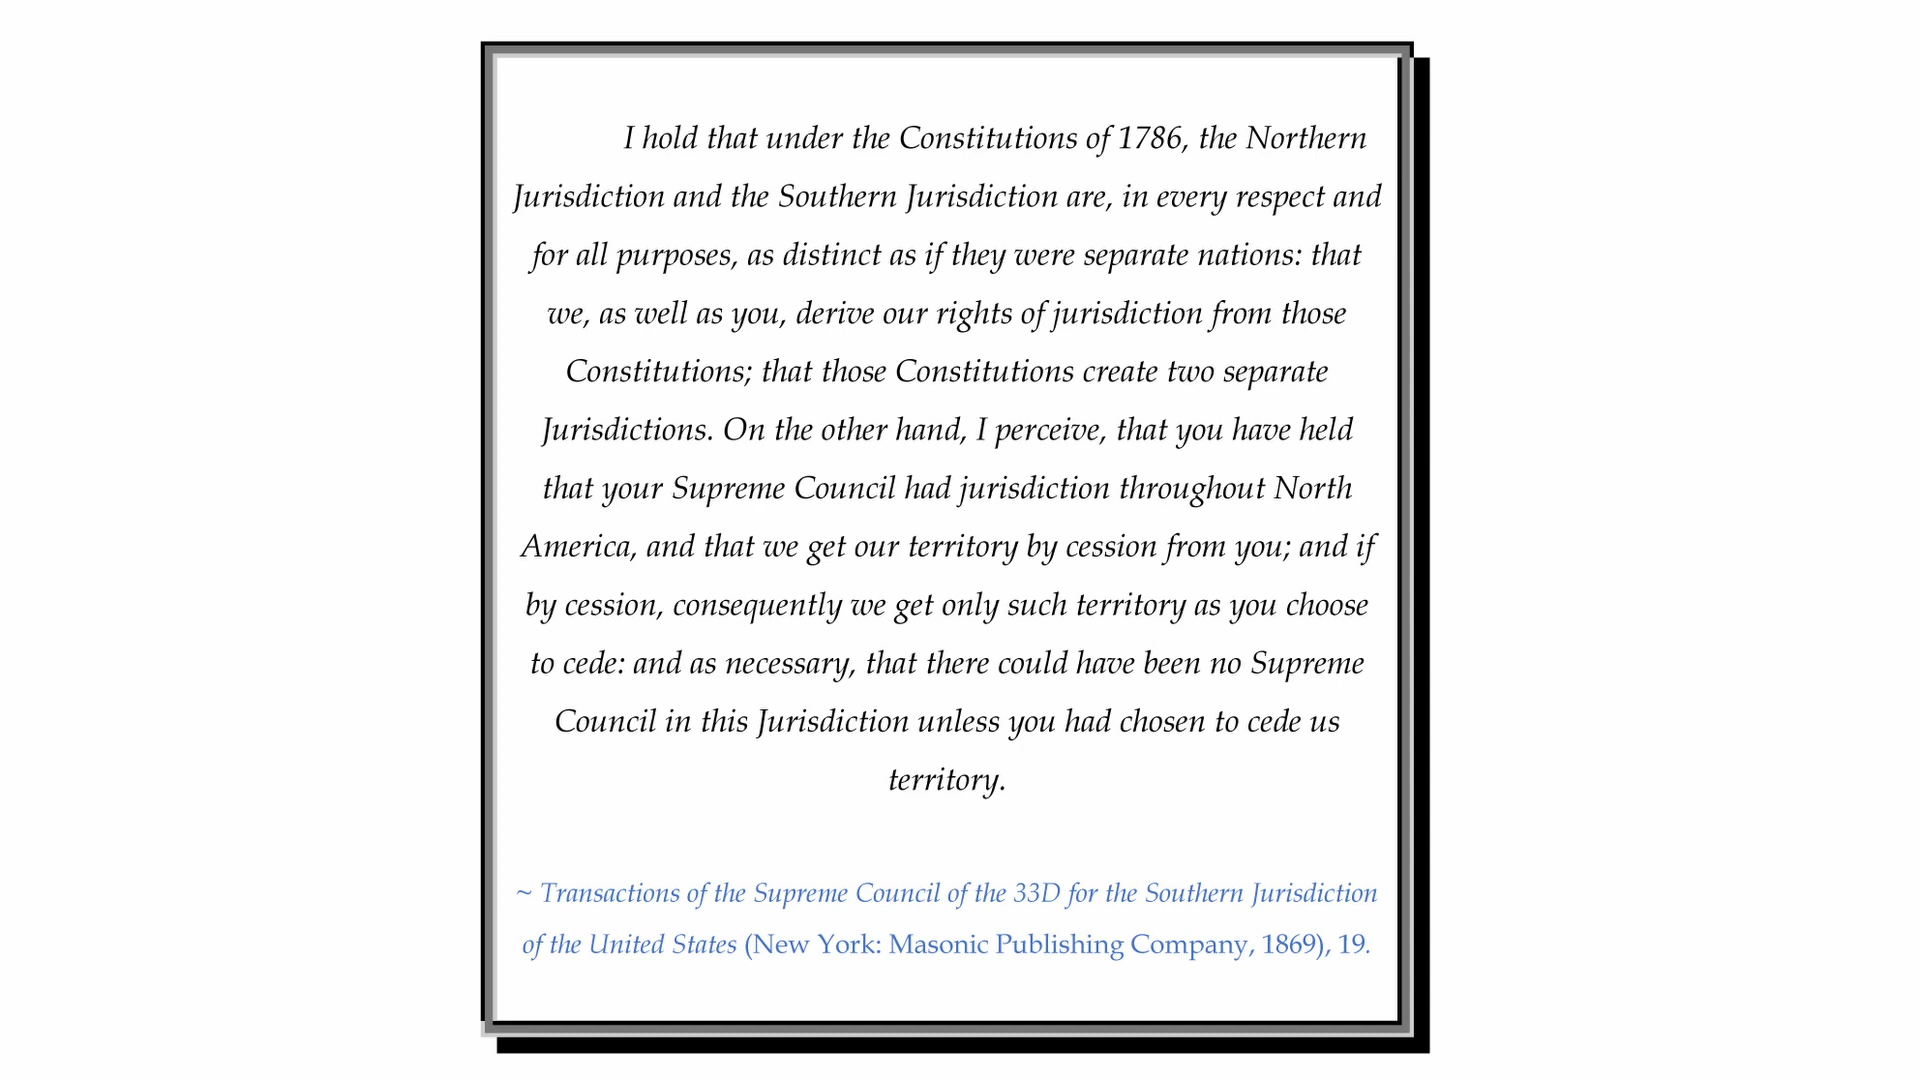 I hold that under the Constitutions of 1786, the Northern
Jurisdiction and the Southern Jurisdiction are, in every respect and
for all purposes, as distinct as if they were separate nations: that
we, as well as you, derive our rights of jurisdiction from those
Constitutions; that those Constitutions create two separate
Jurisdictions. On the other hand, I perceive, that you have held
that your Supreme Council had jurisdiction throughout North
America, and that we get our territory by cession from you; and if
by cession, consequently we get only such territory as you choose
to cede: and as necessary, that there could have been no Supreme
Council in this Jurisdiction unless you had chosen to cede us
territory.
~ Transactions of the Supreme Council of the 33D for the Southern Jurisdiction
of the United States (New York: Masonic Publishing Company, 1869), 19.